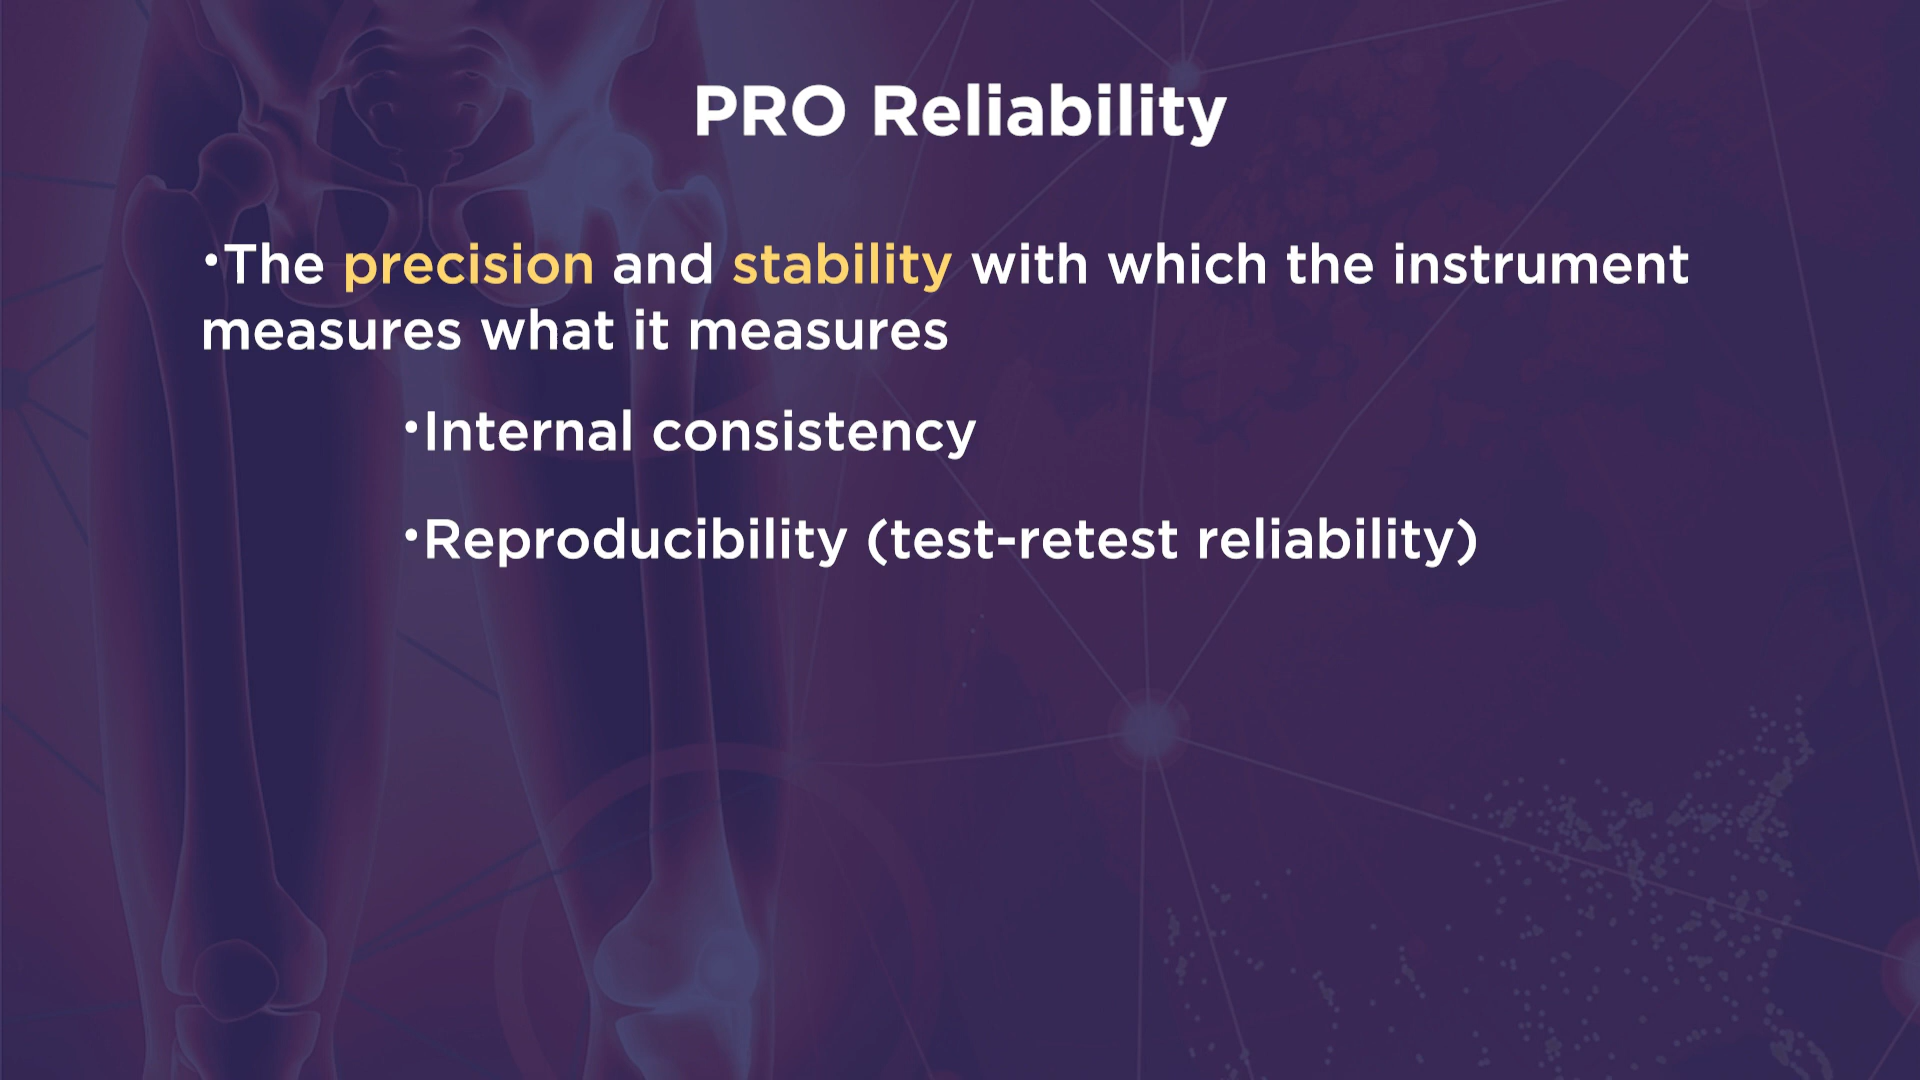 PRO Reliability
•The precision and stability with which the instrument
measures what it measures
•Internal consistency
•Reproducibility (test-retest reliability)